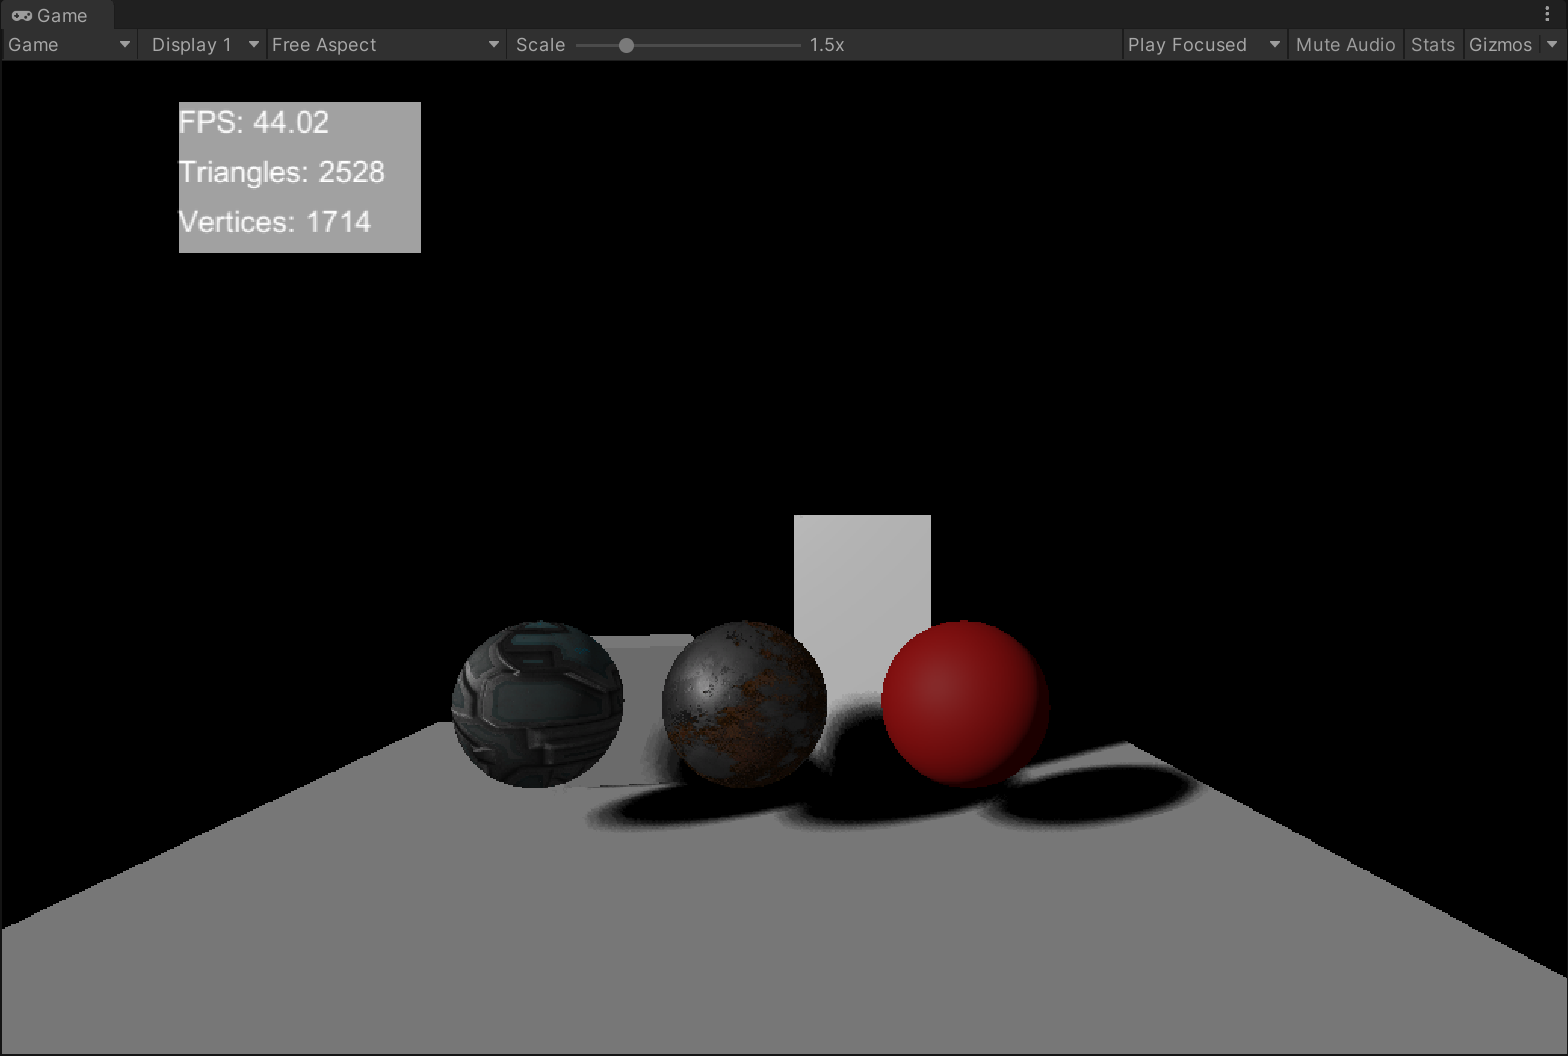 Game
Game Display 1 Free Aspect Scale 1.5x Play Focused Mute Audio Stats Gizmos
FPS: 44.02
Triangles: 2528
Vertices: 1714